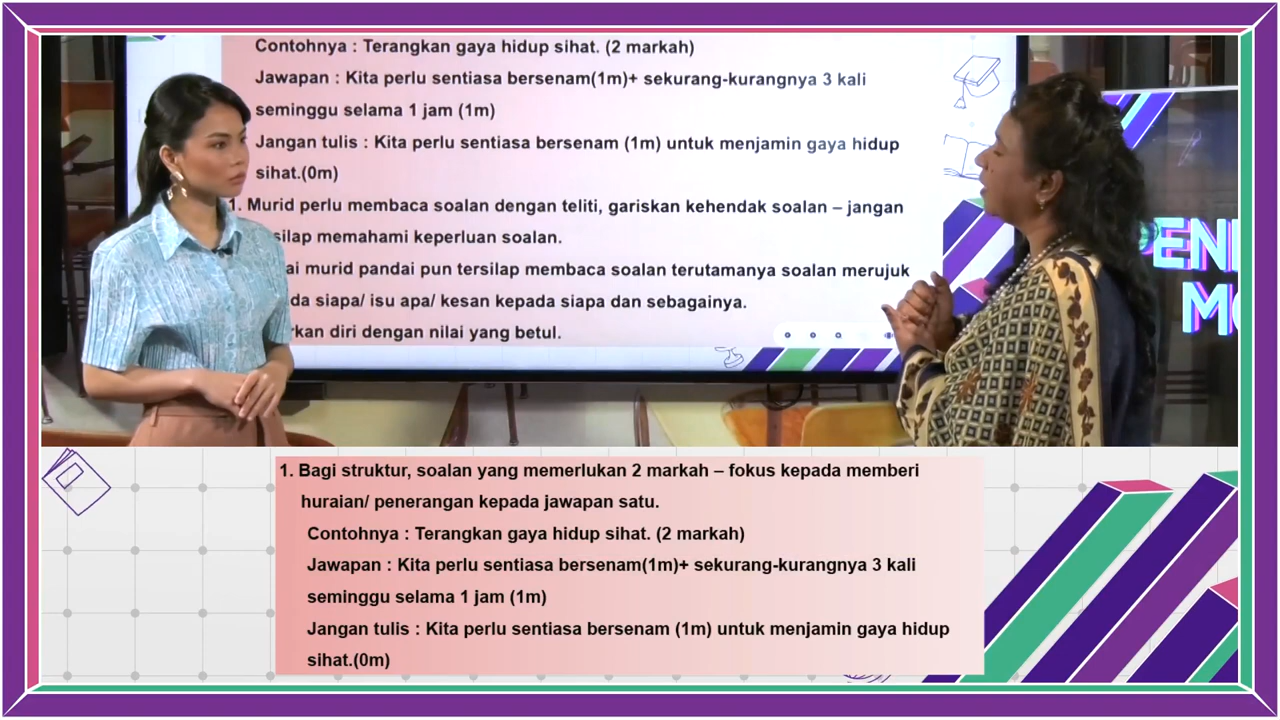 Contohnya : Terangkan gaya hidup sihat. (2 markah)
Jawapan : Kita perlu sentiasa bersenam(1m)+ sekurang-kurangnya 3 kali
seminggu selama 1 jam (1m)
Jangan tulis : Kita perlu sentiasa bersenam (1m) untuk menjamin gaya hidup
sihat.(0m)
1. Murid perlu membaca soalan dengan teliti, gariskan kehendak soalan – jangan
silap memahami keperluan soalan.
murid pandai pun tersilap membaca soalan terutamanya soalan merujuk
siapa/ isu apa/ kesan kepada siapa dan sebagainya.
diri dengan nilai yang betul.
1. Bagi struktur, soalan yang memerlukan 2 markah – fokus kepada memberi
huraian/ penerangan kepada jawapan satu.
Contohnya : Terangkan gaya hidup sihat. (2 markah)
Jawapan : Kita perlu sentiasa bersenam(1m)+ sekurang-kurangnya 3 kali
seminggu selama 1 jam (1m)
Jangan tulis : Kita perlu sentiasa bersenam (1m) untuk menjamin gaya hidup
sihat.(0m)